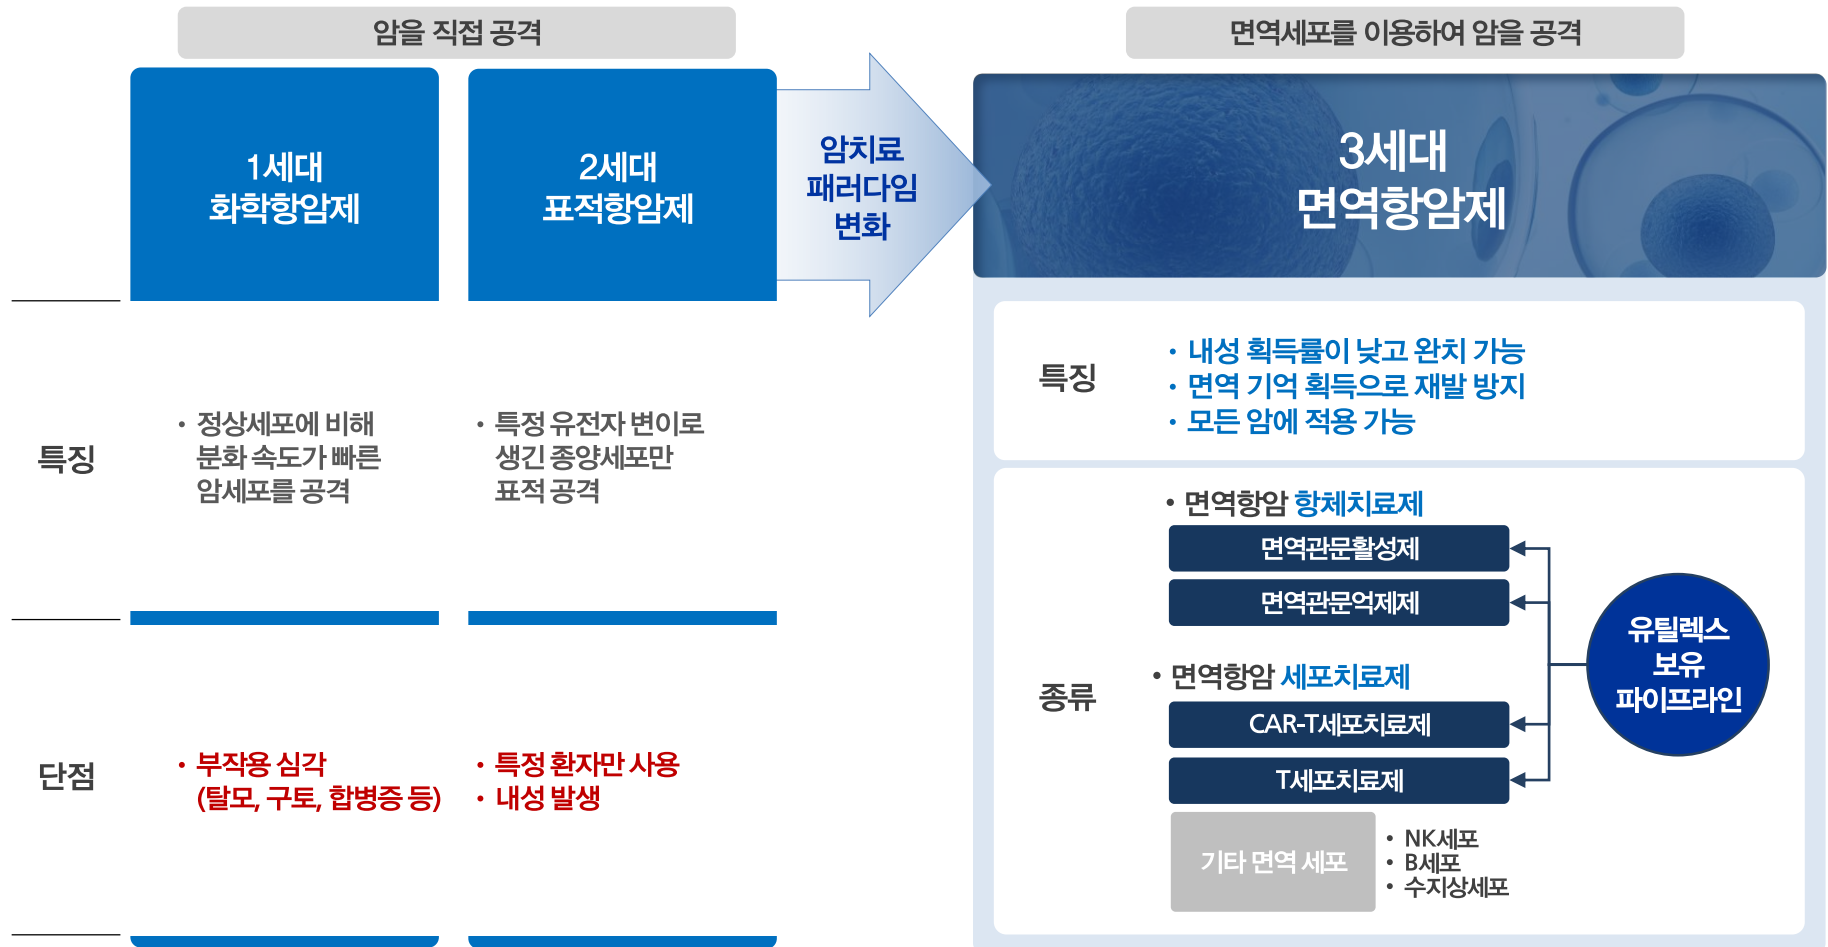 암을 직접 공격
면역세포를 이용하여 암을 공격
1세대
화학항암제
2세대
표적항암제
암치료
패러다임
변화
3세대
면역항암제
특징
• 정상세포에 비해
분화 속도가 빠른
암세포를 공격
• 특정 유전자 변이로
생긴 종양세포만
표적 공격
단점
• 부작용 심각
(탈모, 구토, 합병증 등)
• 특정 환자만 사용
• 내성 발생
특징
• 내성 획득률이 낮고 완치 가능
• 면역 기억 획득으로 재발 방지
• 모든 암에 적용 가능
종류
• 면역항암 항체치료제
면역관문활성제
면역관문억제제
• 면역항암 세포치료제
CAR-T세포치료제
T세포치료제
기타 면역 세포
• NK세포
• B세포
• 수지상세포
유틸렉스
보유
파이프라인